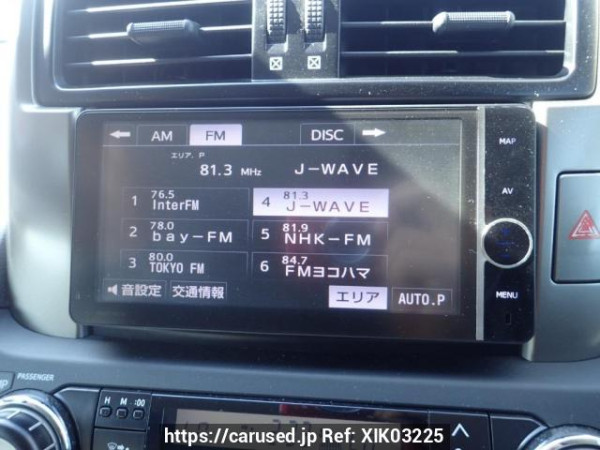 AM FM DISC
MAP
エリア. P
81.3 MHz J-WAVE
AV
1 76.5 InterFM
4 81.3 J-WAVE
2 78.0 bay-FM
5 81.9 NHK-FM
3 80.0 TOKYO FM
6 84.7 FMヨコハマ
音設定 交通情報 エリア AUTO.P
MENU
PASSENGER
H M :00
https://carused.jp Ref: XIK03225